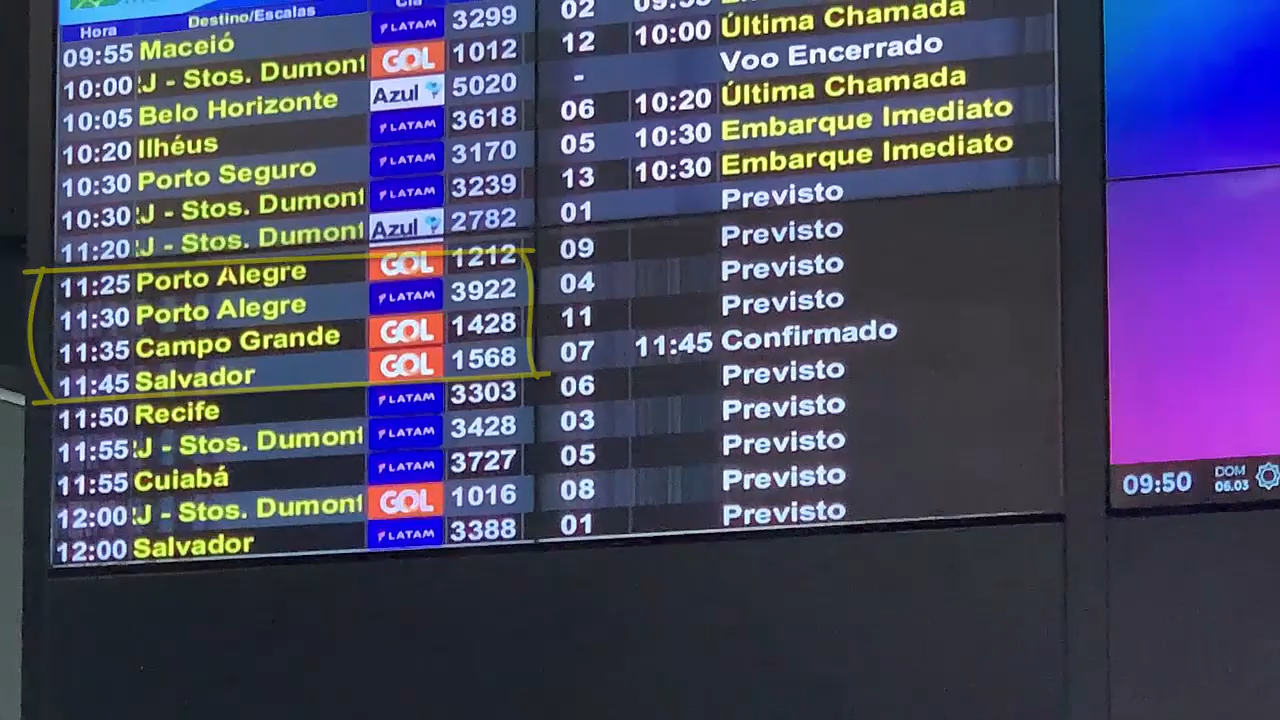 Hora Destino/Escalas Cia
09:55 Maceió LATAM 3299 02
10:00 :J - Stos. Dumont GOL 1012 12 10:00 Última Chamada
10:05 Belo Horizonte Azul 5020 - Voo Encerrado
10:20 Ilhéus LATAM 3618 06 10:20 Última Chamada
10:30 Porto Seguro LATAM 3170 05 10:30 Embarque Imediato
10:30 :J - Stos. Dumont LATAM 3239 13 10:30 Embarque Imediato
11:20 :J - Stos. Dumont Azul 2782 01 Previsto
11:25 Porto Alegre GOL 1212 09 Previsto
11:30 Porto Alegre LATAM 3922 04 Previsto
11:35 Campo Grande GOL 1428 11 Previsto
11:45 Salvador GOL 1568 07 11:45 Confirmado
11:50 Recife LATAM 3303 06 Previsto
11:55 :J - Stos. Dumont LATAM 3428 03 Previsto
11:55 Cuiabá LATAM 3727 05 Previsto
12:00 :J - Stos. Dumont GOL 1016 08 Previsto
12:00 Salvador LATAM 3388 01 Previsto
09:50 DOM
06.03